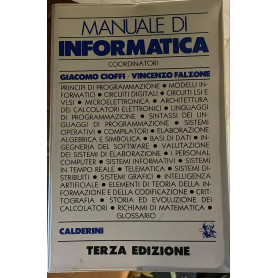 MANUALE DI
INFORMATICA
COORDINATORI
GIACOMO CIOFFI · VINCENZO FALZONE
PRINCIPI DI PROGRAMMAZIONE ● MODELLI IN-
FORMATICI ● CIRCUITI DIGITALI ● CIRCUITI LSI E
VLSI ● MICROELETTRONICA ● ARCHITETTURA
DEI CALCOLATORI ELETTRONICI ● LINGUAGGI
DI PROGRAMMAZIONE ● SINTASSI DEI LIN-
GUAGGI DI PROGRAMMAZIONE ● SISTEMI
OPERATIVI ● COMPILATORI ● ELABORAZIONE
ALGEBRICA E SIMBOLICA ● BASI DI DATI ● IN-
GEGNERIA DEL SOFTWARE ● VALUTAZIONE
DEI SISTEMI DI ELABORAZIONE ● I PERSONAL
COMPUTER ● SISTEMI INFORMATIVI ● SISTEMI
IN TEMPO REALE ● TELEMATICA ● SISTEMI DI-
STRIBUITI ● SISTEMI GRAFICI ● INTELLIGENZA
ARTIFICIALE ● ELEMENTI DI TEORIA DELLA IN-
FORMAZIONE E DELLA CODIFICAZIONE ● CRIT-
TOGRAFIA ● STORIA ED EVOLUZIONE DEI
CALCOLATORI ● RICHIAMI DI MATEMATICA ●
GLOSSARIO
CALDERINI
TERZA EDIZIONE